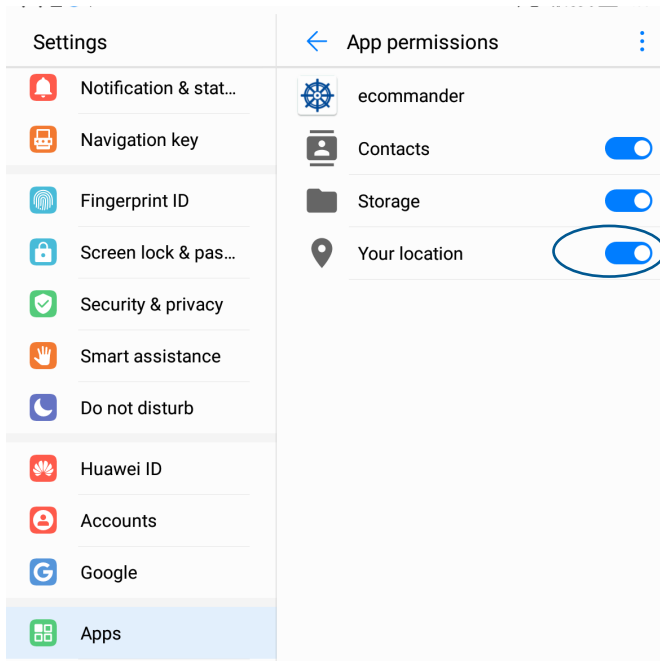 Settings
Notification & stat...
Navigation key
Fingerprint ID
Screen lock & pas...
Security & privacy
Smart assistance
Do not disturb
Huawei ID
Accounts
Google
Apps
App permissions
ecommander
Contacts
Storage
Your location